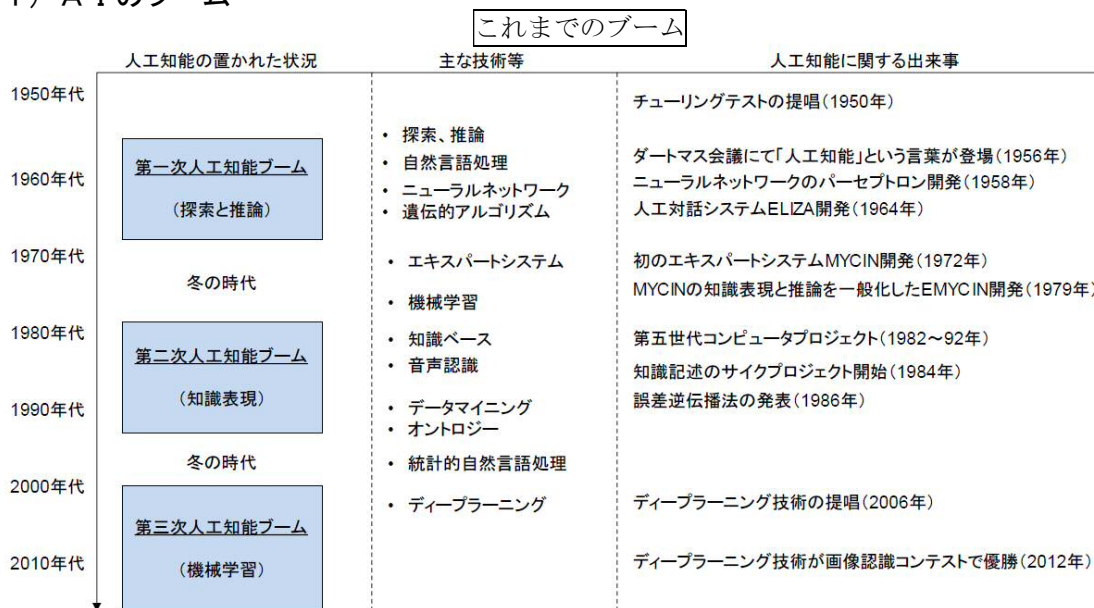 これまでのブーム
人工知能の置かれた状況 主な技術等 人工知能に関する出来事
1950年代
チューリングテストの提唱(1950年)
・ 探索、推論
第一次人工知能ブーム
・ 自然言語処理
ダートマス会議にて「人工知能」という言葉が登場(1956年)
1960年代
・ ニューラルネットワーク
ニューラルネットワークのパーセプトロン開発(1958年)
(探索と推論)
・ 遺伝的アルゴリズム
人工対話システムELIZA開発(1964年)
1970年代
・ エキスパートシステム
初のエキスパートシステムMYCIN開発(1972年)
冬の時代
・ 機械学習
MYCINの知識表現と推論を一般化したEMYCIN開発(1979年)
1980年代
・ 知識ベース
第五世代コンピュータプロジェクト(1982~92年)
第二次人工知能ブーム
・ 音声認識
知識記述のサイクプロジェクト開始(1984年)
(知識表現)
誤差逆伝播法の発表(1986年)
1990年代
・ データマイニング
・ オントロジー
冬の時代
・ 統計的自然言語処理
2000年代
・ ディープラーニング
ディープラーニング技術の提唱(2006年)
第三次人工知能ブーム
2010年代
(機械学習)
ディープラーニング技術が画像認識コンテストで優勝(2012年)